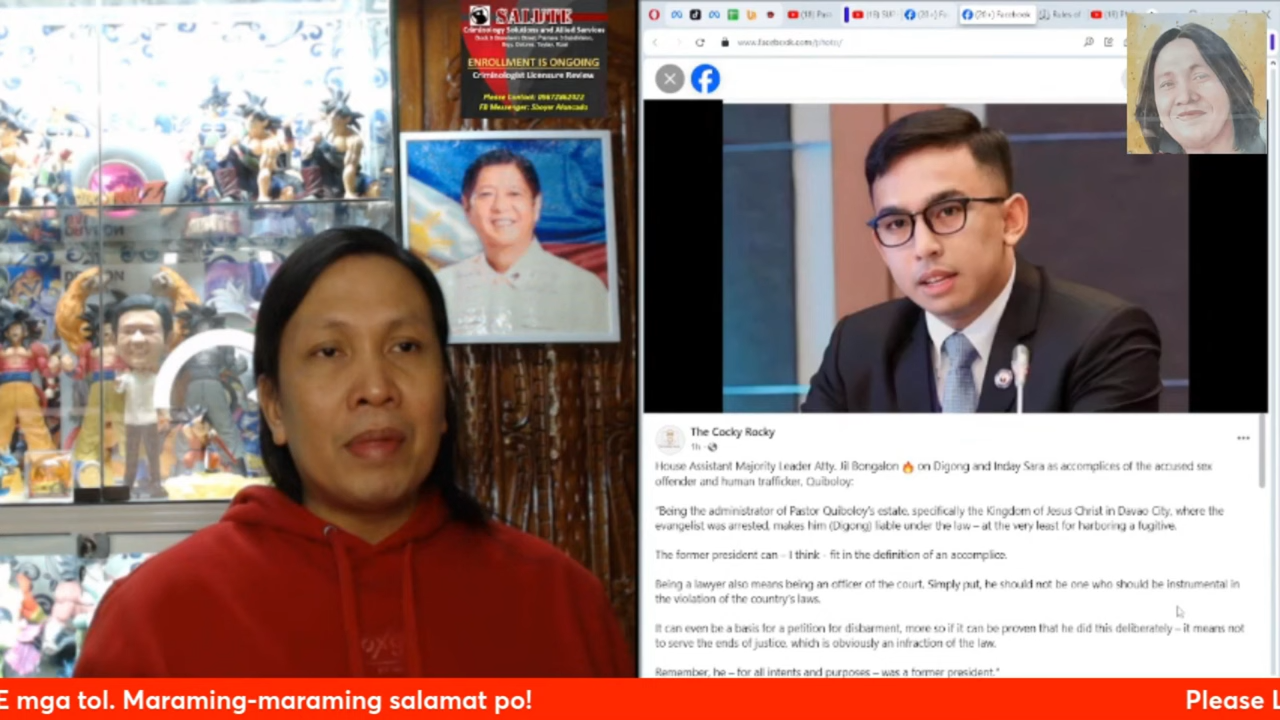 SALUTE
Criminology Solutions and Allied Services
ENROLLMENT IS ONGOING
Criminologist Licensure Review
www.facebook.com/photo/
The Cocky Rocky
1h
House Assistant Majority Leader Atty. Jil Bongalon 🔥 on Digong and Inday Sara as accomplices of the accused sex
offender and human trafficker, Quiboloy:
"Being the administrator of Pastor Quiboloy's estate, specifically the Kingdom of Jesus Christ in Davao City, where the
evangelist was arrested, makes him (Digong) liable under the law – at the very least for harboring a fugitive.
The former president can – I think - fit in the definition of an accomplice.
Being a lawyer also means being an officer of the court. Simply put, he should not be one who should be instrumental in
the violation of the country's laws.
It can even be a basis for a petition for disbarment, more so if it can be proven that he did this deliberately – it means not
to serve the ends of justice, which is obviously an infraction of the law.
Remember, he – for all intents and purposes – was a former president."
E mga tol. Maraming-maraming salamat po!
Please L